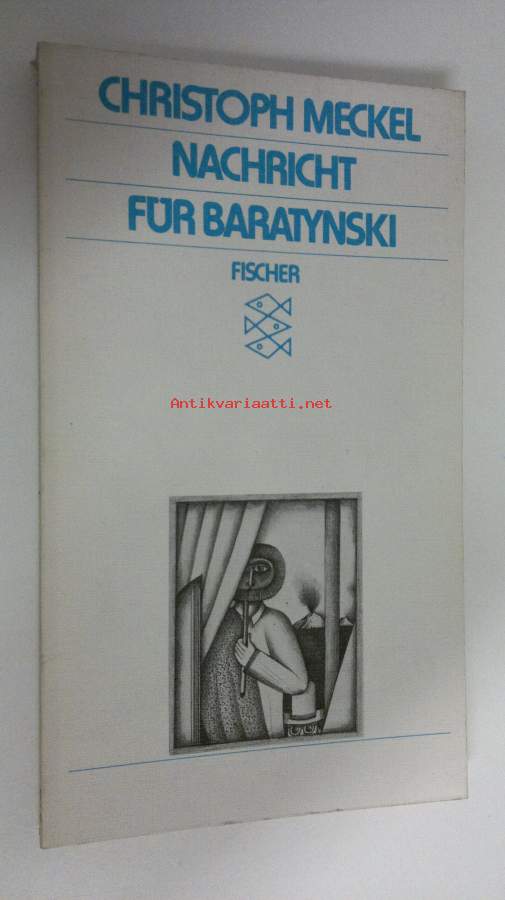 CHRISTOPH MECKEL
NACHRICHT
FÜR BARATYNSKI
FISCHER
Antikvariaatti.net